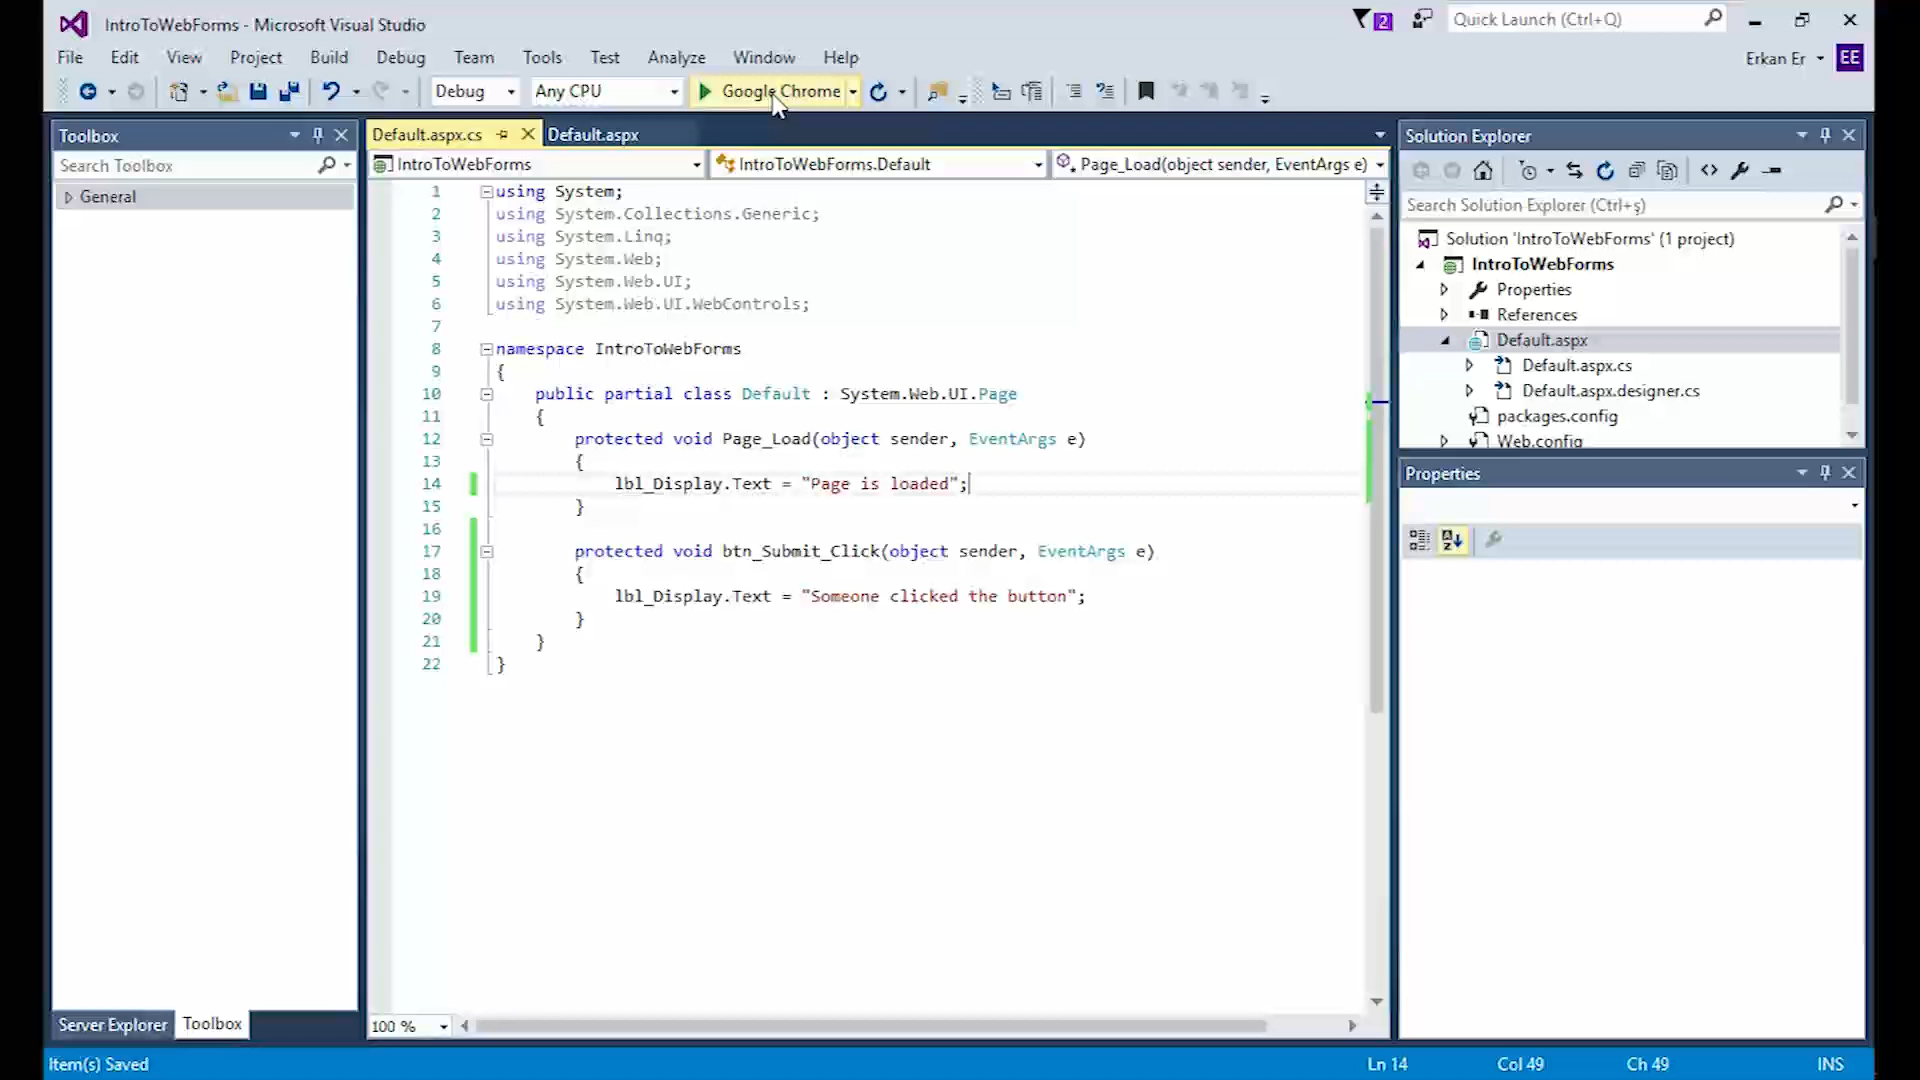 IntroToWebForms - Microsoft Visual Studio
2
Quick Launch (Ctrl+Q)
File Edit View Project Build Debug Team Tools Test Analyze Window Help
Erkan Er EE
Debug Any CPU Google Chrome
Toolbox
Search Toolbox
General
Server Explorer Toolbox
Default.aspx.cs Default.aspx
IntroToWebForms IntroToWebForms.Default Page_Load(object sender, EventArgs e)
1 using System;
2 using System.Collections.Generic;
3 using System.Linq;
4 using System.Web;
5 using System.Web.UI;
6 using System.Web.UI.WebControls;
7
8 namespace IntroToWebForms
9 {
10 public partial class Default : System.Web.UI.Page
11 {
12 protected void Page_Load(object sender, EventArgs e)
13 {
14 lbl_Display.Text = "Page is loaded";
15 }
16
17 protected void btn_Submit_Click(object sender, EventArgs e)
18 {
19 lbl_Display.Text = "Someone clicked the button";
20 }
21 }
22 }
100 %
Solution Explorer
Search Solution Explorer (Ctrl+ş)
Solution 'IntroToWebForms' (1 project)
IntroToWebForms
Properties
References
Default.aspx
Default.aspx.cs
Default.aspx.designer.cs
packages.config
Web.config
Properties
Item(s) Saved Ln 14 Col 49 Ch 49 INS